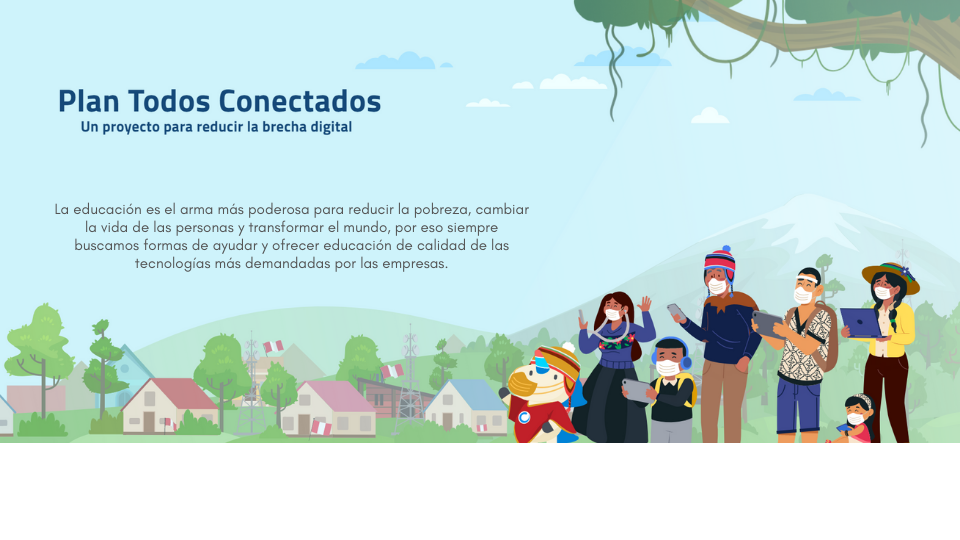 Plan Todos Conectados
Un proyecto para reducir la brecha digital
La educación es el arma más poderosa para reducir la pobreza, cambiar
la vida de las personas y transformar el mundo, por eso siempre
buscamos formas de ayudar y ofrecer educación de calidad de las
tecnologías más demandadas por las empresas.